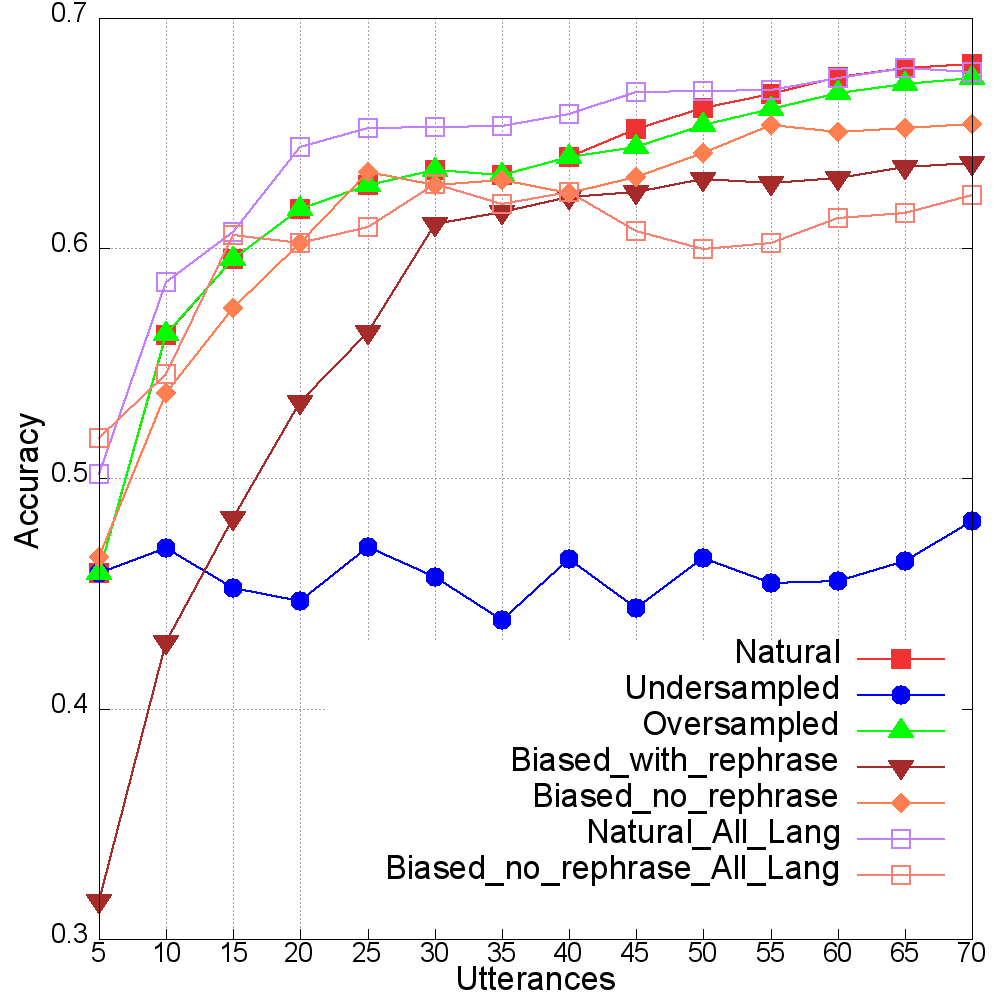 0.7
0.6
0.5
0.4
0.3
Accuracy
Natural
Undersampled
Oversampled
Biased_with_rephrase
Biased_no_rephrase
Natural_All_Lang
Biased_no_rephrase_All_Lang
5 10 15 20 25 30 35 40 45 50 55 60 65 70
Utterances